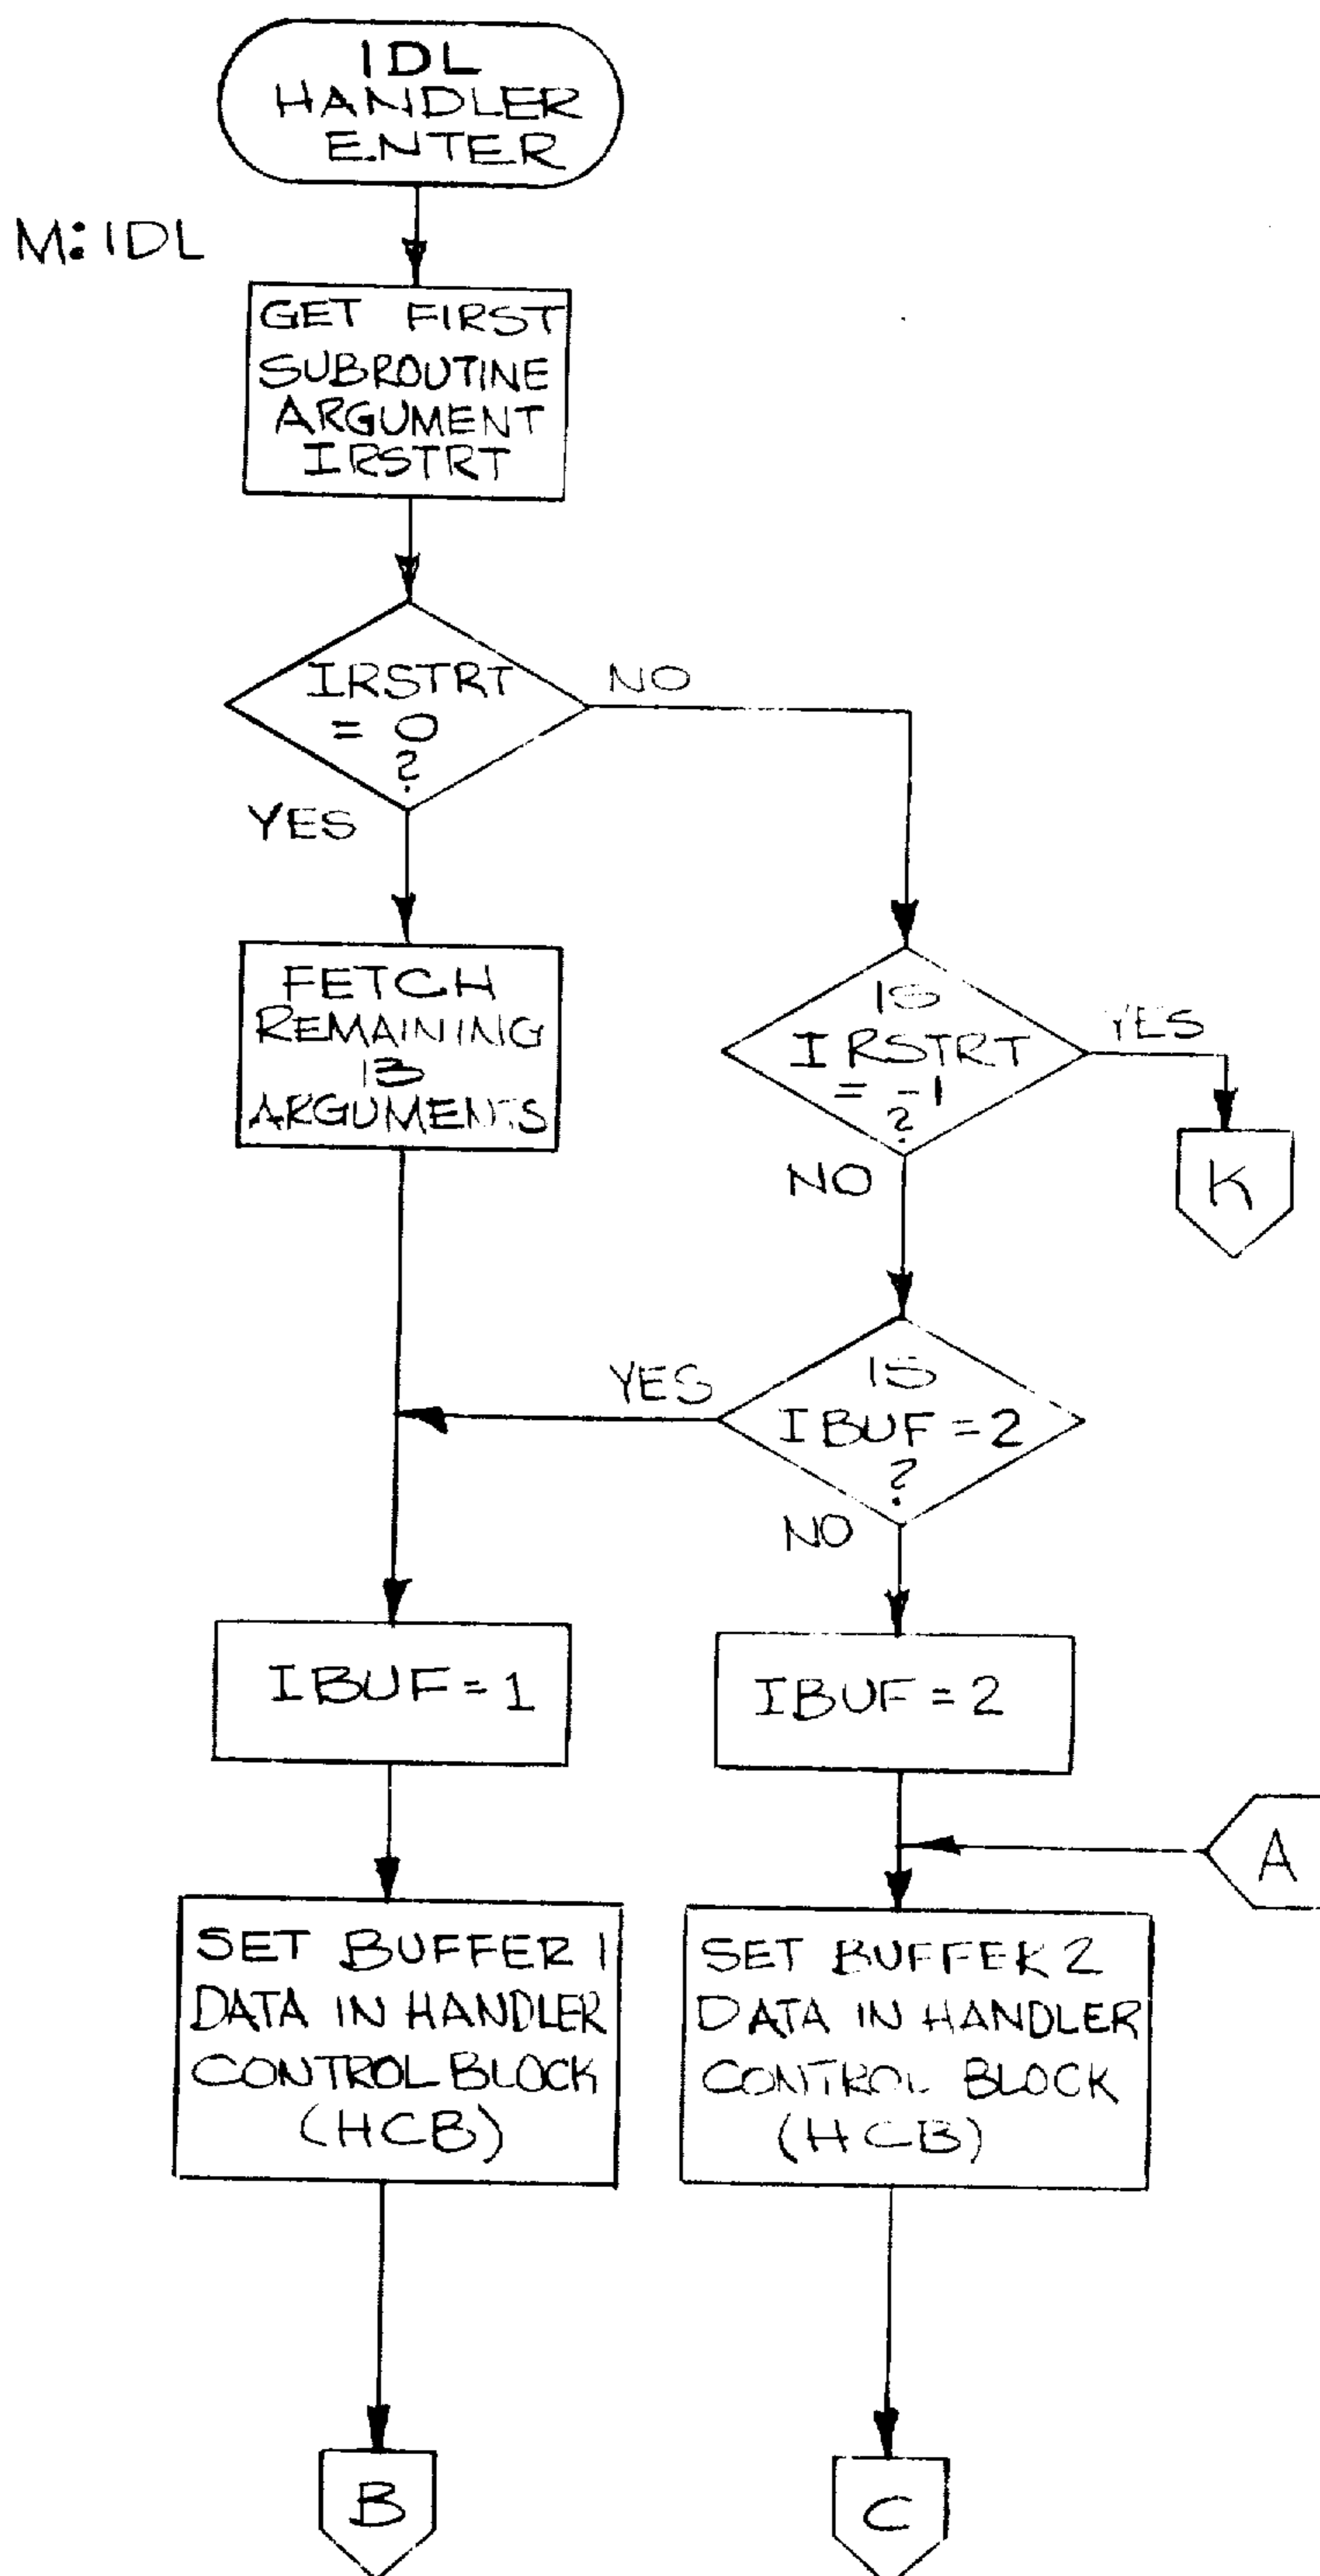 IDL
HANDLER
ENTER
M:IDL
GET FIRST
SUBROUTINE
ARGUMENT
IRSTRT
IRSTRT
= 0
?
NO
YES
FETCH
REMAINING
13
ARGUMENTS
IS
IRSTRT
= -1
?
YES
NO
K
IS
IBUF = 2
?
YES
NO
IBUF = 1
IBUF = 2
A
SET BUFFER 1
DATA IN HANDLER
CONTROL BLOCK
(HCB)
SET BUFFER 2
DATA IN HANDLER
CONTROL BLOCK
(HCB)
B
C